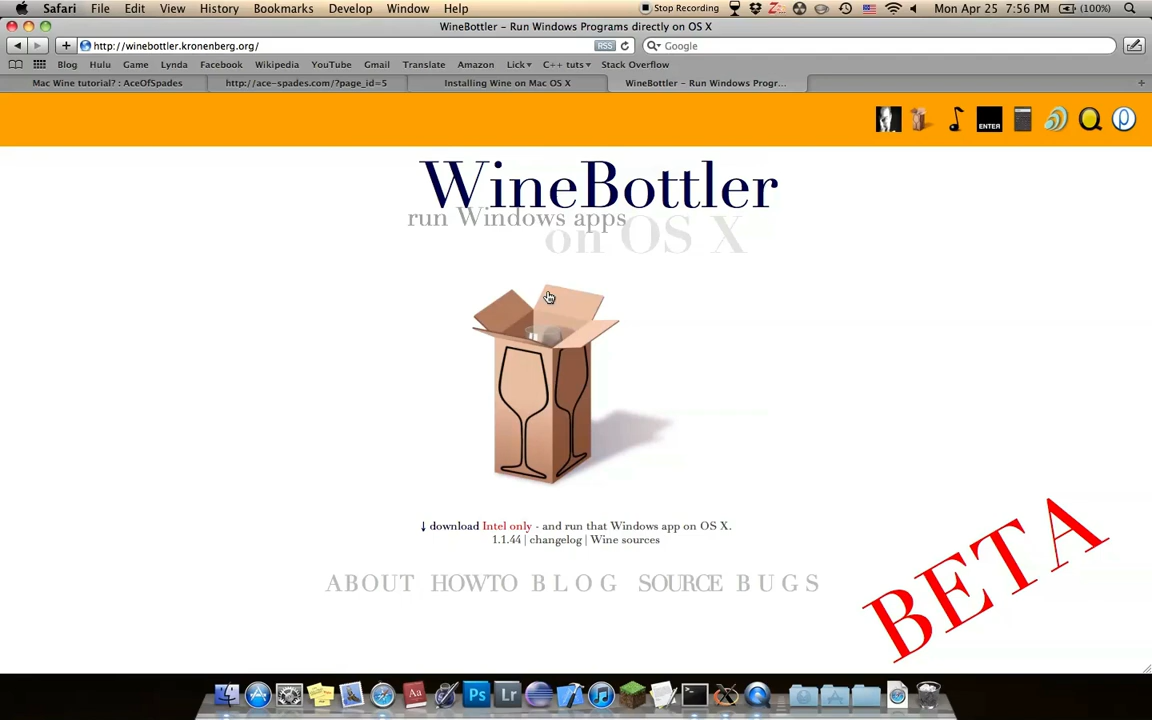 Safari File Edit View History Bookmarks Develop Window Help Stop Recording Mon Apr 25 7:56 PM (100%)
WineBottler – Run Windows Programs directly on OS X
http://winebottler.kronenberg.org/ RSS Google
Blog Hulu Game Lynda Facebook Wikipedia YouTube Gmail Translate Amazon Lick C++ tuts Stack Overflow
Mac Wine tutorial? : AceOfSpades http://ace-spades.com/?page_id=5 Installing Wine on Mac OS X WineBottler – Run Windows Progr...
ENTER
WineBottler
run Windows apps
on OS X
↓ download Intel only - and run that Windows app on OS X.
1.1.44 | changelog | Wine sources
ABOUT HOWTO BLOG SOURCE BUGS
BETA
Aa Ps Lr